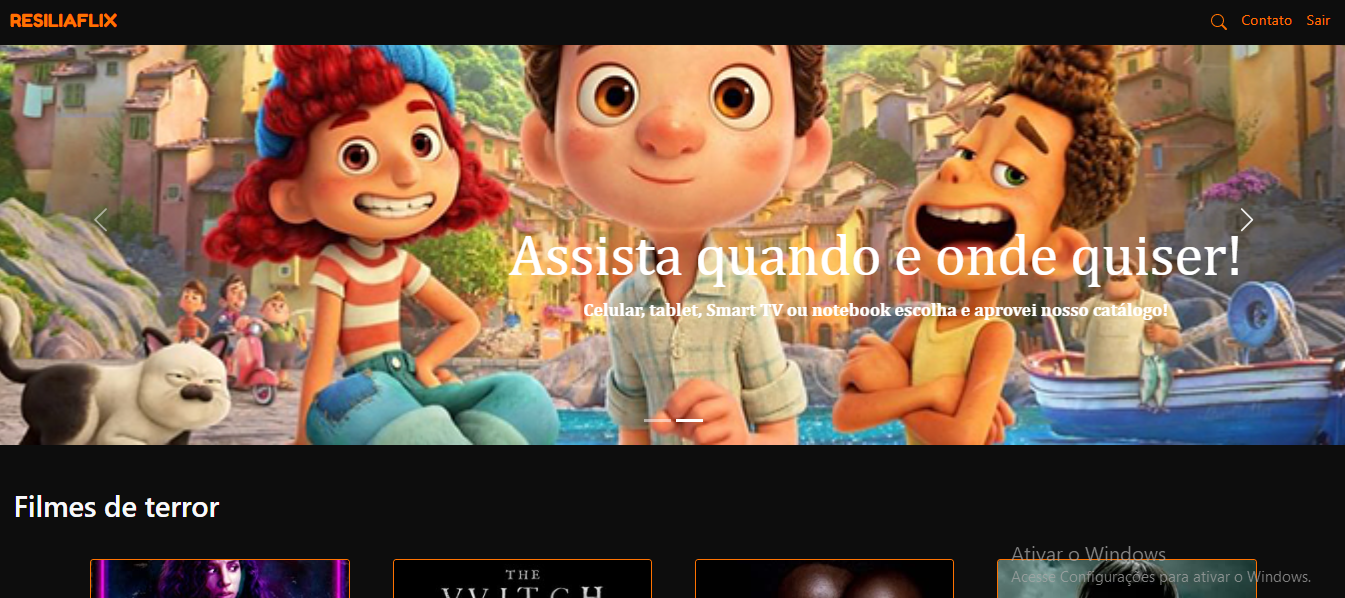 RESILIAFLIX
Contato Sair
Assista quando e onde quiser!
Celular, tablet, Smart TV ou notebook escolha e aprovei nosso catálogo!
Filmes de terror
THE
VVITCH
Ativar o Windows
Acesse Configurações para ativar o Windows.